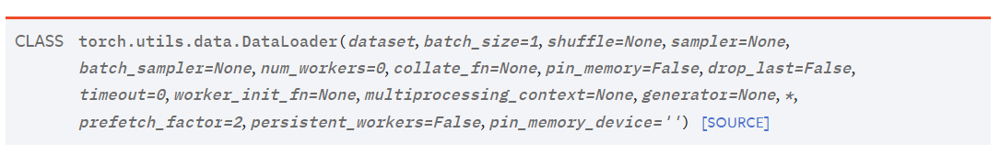 CLASS torch.utils.data.DataLoader(dataset, batch_size=1, shuffle=None, sampler=None,
batch_sampler=None, num_workers=0, collate_fn=None, pin_memory=False, drop_last=False,
timeout=0, worker_init_fn=None, multiprocessing_context=None, generator=None, *,
prefetch_factor=2, persistent_workers=False, pin_memory_device='') [SOURCE]